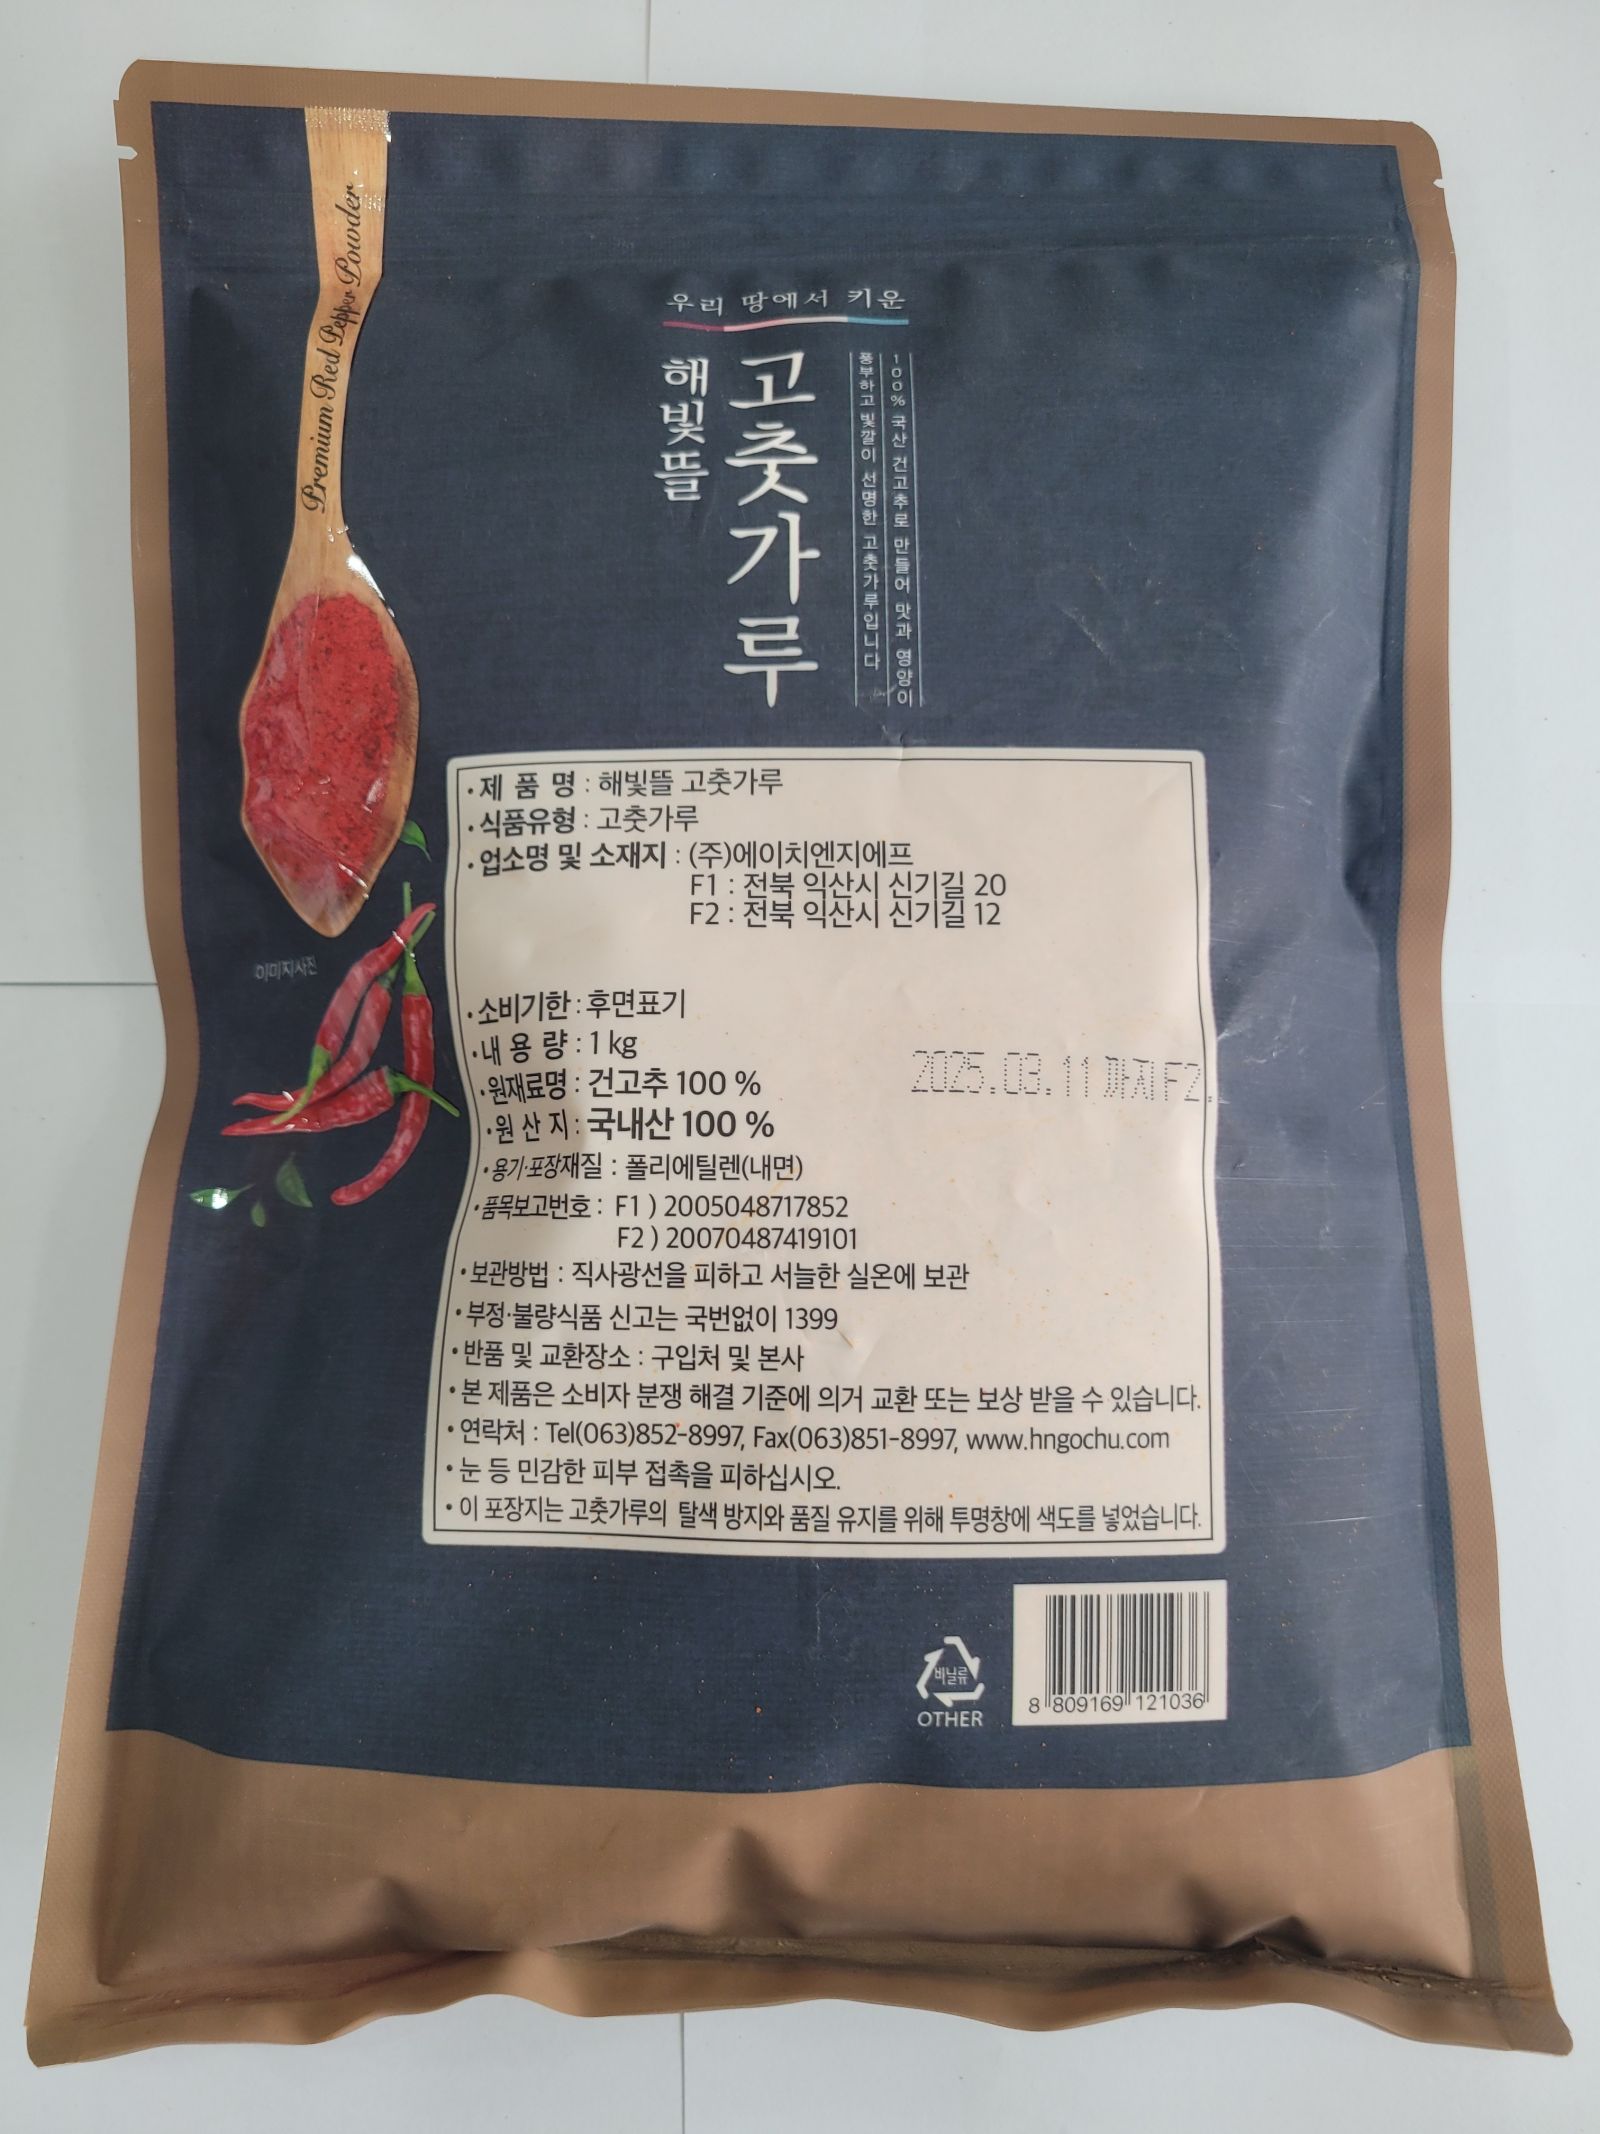 Premium Red Pepper Powder
우리 땅에서 키운
해빛뜰
고춧가루
100% 국산 건고추로 만들어 맛과 영양이
풍부하고 빛깔이 선명한 고춧가루입니다
이미지사진
· 제 품 명 : 해빛뜰 고춧가루
· 식품유형 : 고춧가루
· 업소명 및 소재지 : (주)에이치엔지에프
F1 : 전북 익산시 신기길 20
F2 : 전북 익산시 신기길 12
· 소비기한 : 후면표기
· 내 용 량 : 1 kg
· 원재료명 : 건고추 100 %
2025.03.11 까지F2
· 원 산 지 : 국내산 100 %
· 용기·포장재질 : 폴리에틸렌(내면)
· 품목보고번호 : F1 ) 2005048717852
F2 ) 20070487419101
· 보관방법 : 직사광선을 피하고 서늘한 실온에 보관
· 부정·불량식품 신고는 국번없이 1399
· 반품 및 교환장소 : 구입처 및 본사
· 본 제품은 소비자 분쟁 해결 기준에 의거 교환 또는 보상 받을 수 있습니다.
· 연락처 : Tel(063)852-8997, Fax(063)851-8997, www.hngochu.com
· 눈 등 민감한 피부 접촉을 피하십시오.
· 이 포장지는 고춧가루의 탈색 방지와 품질 유지를 위해 투명창에 색도를 넣었습니다.
비닐류
OTHER
8 809169 121036